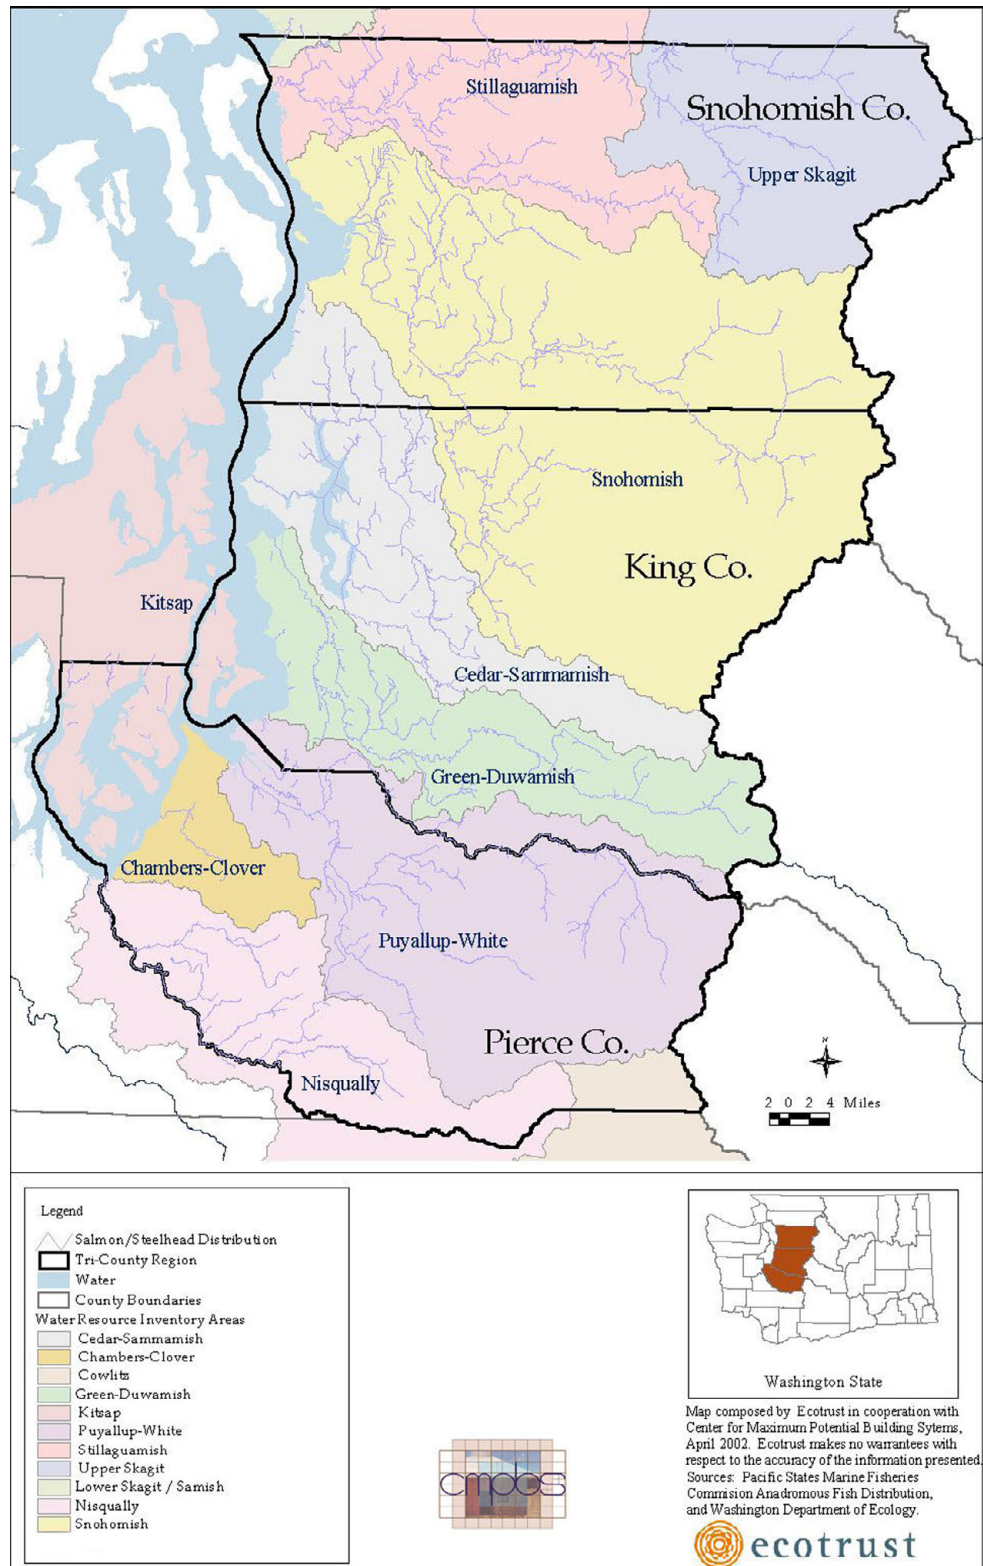 Stillaguamish
Snohomish Co.
Upper Skagit
Snohomish
King Co.
Kitsap
Cedar-Sammamish
Green-Duwamish
Chambers-Clover
Puyallup-White
Pierce Co.
Nisqually
N
2 0 2 4 Miles
Legend
Salmon/Steelhead Distribution
Tri-County Region
Water
County Boundaries
Water Resource Inventory Areas
Cedar-Sammamish
Chambers-Clover
Cowlitz
Green-Duwamish
Kitsap
Puyallup-White
Stillaguamish
Upper Skagit
Lower Skagit / Samish
Nisqually
Snohomish
Washington State
Map composed by Ecotrust in cooperation with
Center for Maximum Potential Building Sytems,
April 2002. Ecotrust makes no warrantees with
respect to the accuracy of the information presented.
Sources: Pacific States Marine Fisheries
Commision Anadromous Fish Distribution,
and Washington Department of Ecology.
cmpbs
ecotrust